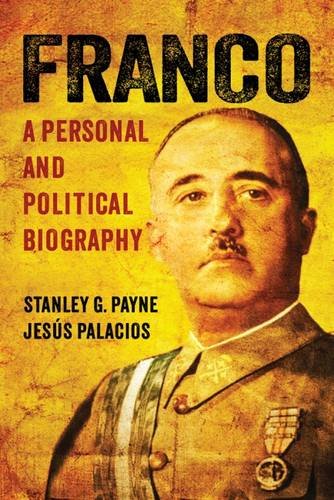 FRANCO
A PERSONAL
AND
POLITICAL
BIOGRAPHY
STANLEY G. PAYNE
JESÚS PALACIOS